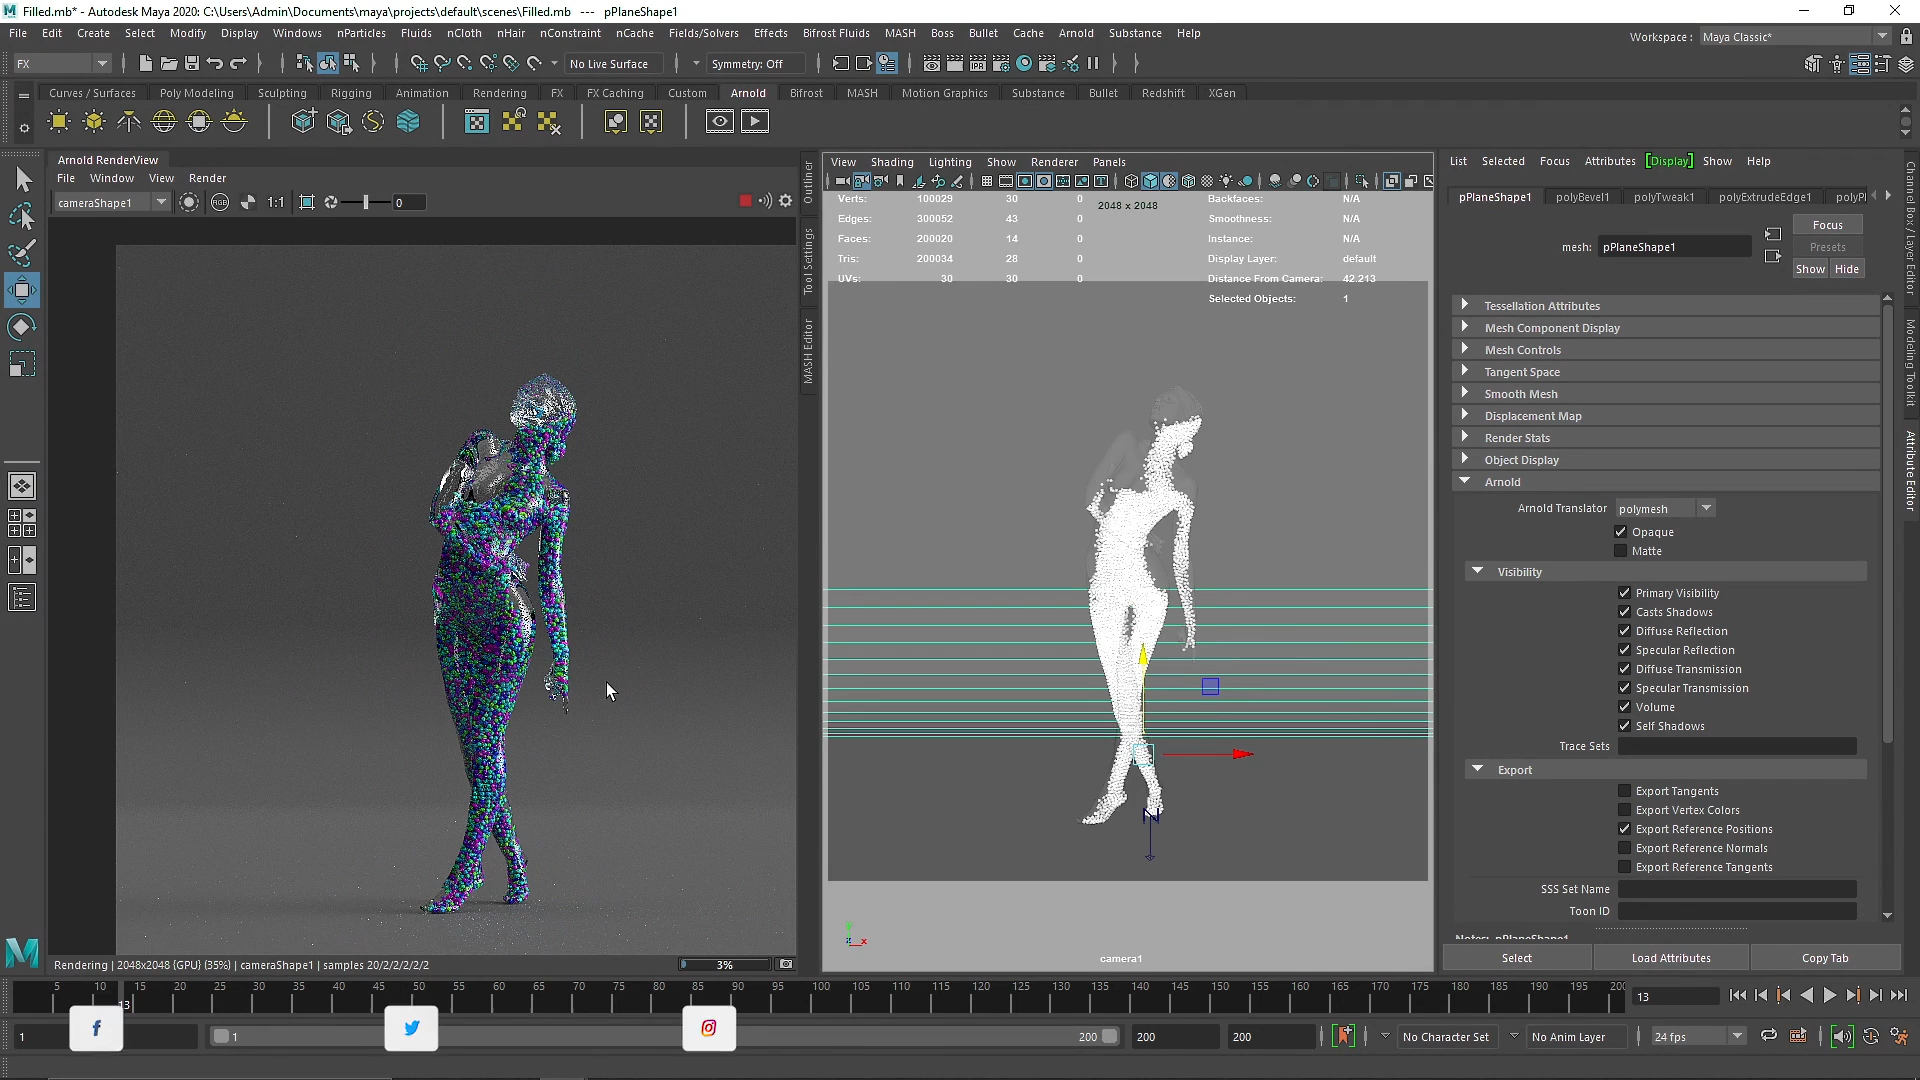 Filled.mb* - Autodesk Maya 2020: C:\Users\Admin\Documents\maya\projects\default\scenes\Filled.mb --- pPlaneShape1
File Edit Create Select Modify Display Windows nParticles Fluids nCloth nHair nConstraint nCache Fields/Solvers Effects Bifrost Fluids MASH Boss Bullet Cache Arnold Substance Help
Workspace : Maya Classic*
FX
No Live Surface
Symmetry: Off
Curves / Surfaces Poly Modeling Sculpting Rigging Animation Rendering FX FX Caching Custom Arnold Bifrost MASH Motion Graphics Substance Bullet Redshift XGen
Arnold RenderView
File Window View Render
cameraShape1
RGB
1:1
0
Rendering | 2048x2048 {GPU} (35%) | cameraShape1 | samples 20/2/2/2/2/2
3%
Outliner
Tool Settings
MASH Editor
View Shading Lighting Show Renderer Panels
Verts: 100029 30 0
Edges: 300052 43 0
Faces: 200020 14 0
Tris: 200034 28 0
UVs: 30 30 0
2048 x 2048
Backfaces: N/A
Smoothness: N/A
Instance: N/A
Display Layer: default
Distance From Camera: 42.213
Selected Objects: 1
camera1
List Selected Focus Attributes [Display] Show Help
pPlaneShape1 polyBevel1 polyTweak1 polyExtrudeEdge1 polyPl
mesh: pPlaneShape1
Focus
Presets
Show Hide
Tessellation Attributes
Mesh Component Display
Mesh Controls
Tangent Space
Smooth Mesh
Displacement Map
Render Stats
Object Display
Arnold
Arnold Translator polymesh
Opaque
Matte
Visibility
Primary Visibility
Casts Shadows
Diffuse Reflection
Specular Reflection
Diffuse Transmission
Specular Transmission
Volume
Self Shadows
Trace Sets
Export
Export Tangents
Export Vertex Colors
Export Reference Positions
Export Reference Normals
Export Reference Tangents
SSS Set Name
Toon ID
Notes: pPlaneShape1
Select Load Attributes Copy Tab
Channel Box / Layer Editor
Modeling Toolkit
Attribute Editor
5 10 15 20 25 30 35 40 45 50 55 60 65 70 75 80 85 90 95 100 105 110 115 120 125 130 135 140 145 150 155 160 165 170 175 180 185 190 195 200
13
13
1
1
200
200
200
No Character Set
No Anim Layer
24 fps